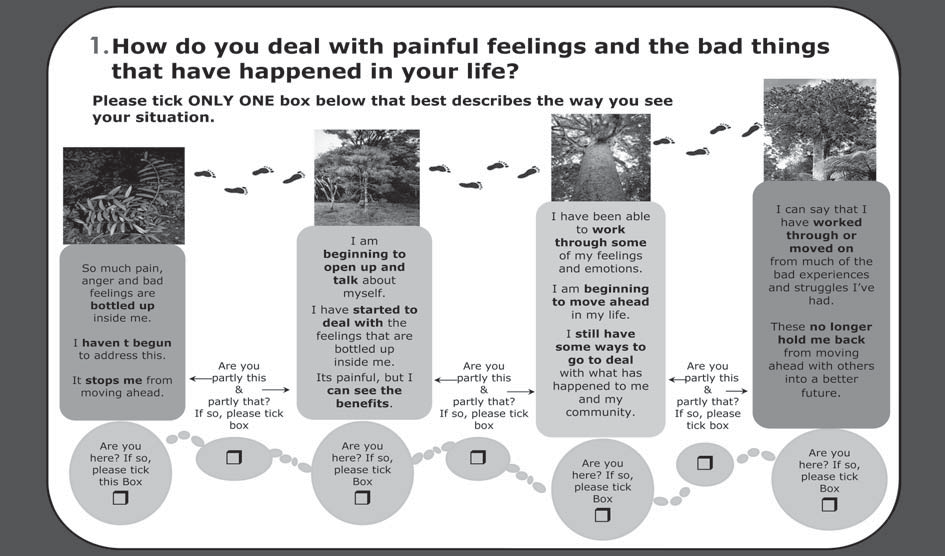 1. How do you deal with painful feelings and the bad things
that have happened in your life?
Please tick ONLY ONE box below that best describes the way you see
your situation.
So much pain,
anger and bad
feelings are
bottled up
inside me.
I haven t begun
to address this.
It stops me from
moving ahead.
Are you
here? If so,
please tick
this Box
Are you
partly this
&
partly that?
If so, please tick
box
I am
beginning to
open up and
talk about
myself.
I have started to
deal with the
feelings that are
bottled up
inside me.
Its painful, but I
can see the
benefits.
Are you
here? If so,
please tick
Box
Are you
partly this
&
partly that?
If so, please tick
box
I have been able
to work
through some
of my feelings
and emotions.
I am beginning
to move ahead
in my life.
I still have
some ways to
go to deal
with what has
happened to me
and my
community.
Are you
here? If so,
please tick
Box
Are you
partly this
&
partly that?
If so, please
tick
box
I can say that I
have worked
through or
moved on
from much of the
bad experiences
and struggles I've
had.
These no longer
hold me back
from moving
ahead with others
into a better
future.
Are you
here? If so,
please tick
Box